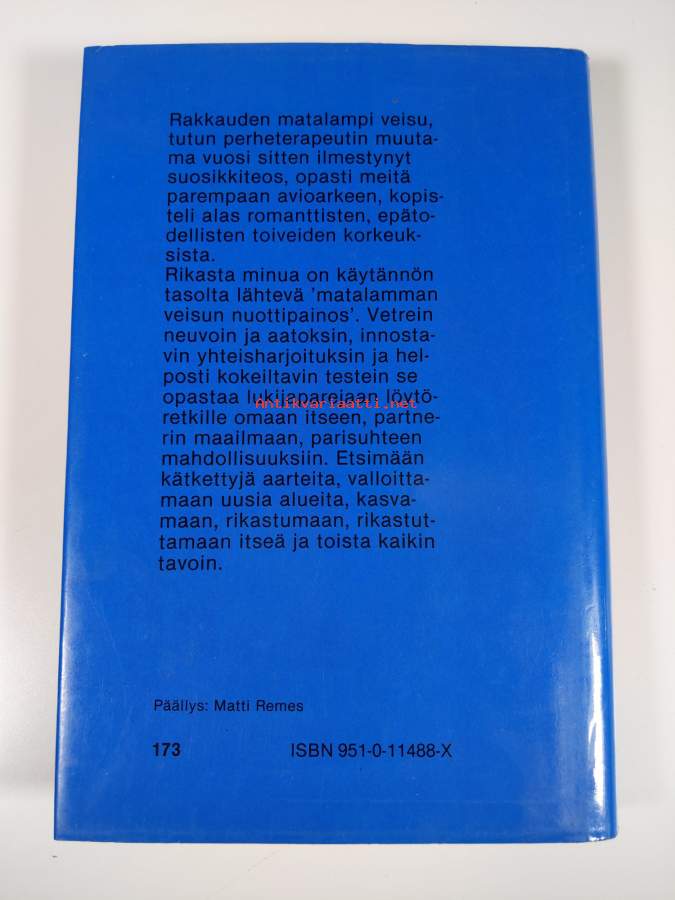 Rakkauden matalampi veisu,
tutun perheterapeutin muuta-
ma vuosi sitten ilmestynyt
suosikkiteos, opasti meitä
parempaan avioarkeen, kopis-
teli alas romanttisten, epäto-
dellisten toiveiden korkeuk-
sista.
Rikasta minua on käytännön
tasolta lähtevä 'matalamman
veisun nuottipainos'. Vetrein
neuvoin ja aatoksin, innosta-
vin yhteisharjoituksin ja hel-
posti kokeiltavin testein se
opastaa lukijaparejaan löytö-
Antikvariaatti.net
retkille omaan itseen, partne-
rin maailmaan, parisuhteen
mahdollisuuksiin. Etsimään
kätkettyjä aarteita, valloitta-
maan uusia alueita, kasva-
maan, rikastumaan, rikastut-
tamaan itseä ja toista kaikin
tavoin.
Päällys: Matti Remes
173 ISBN 951-0-11488-X